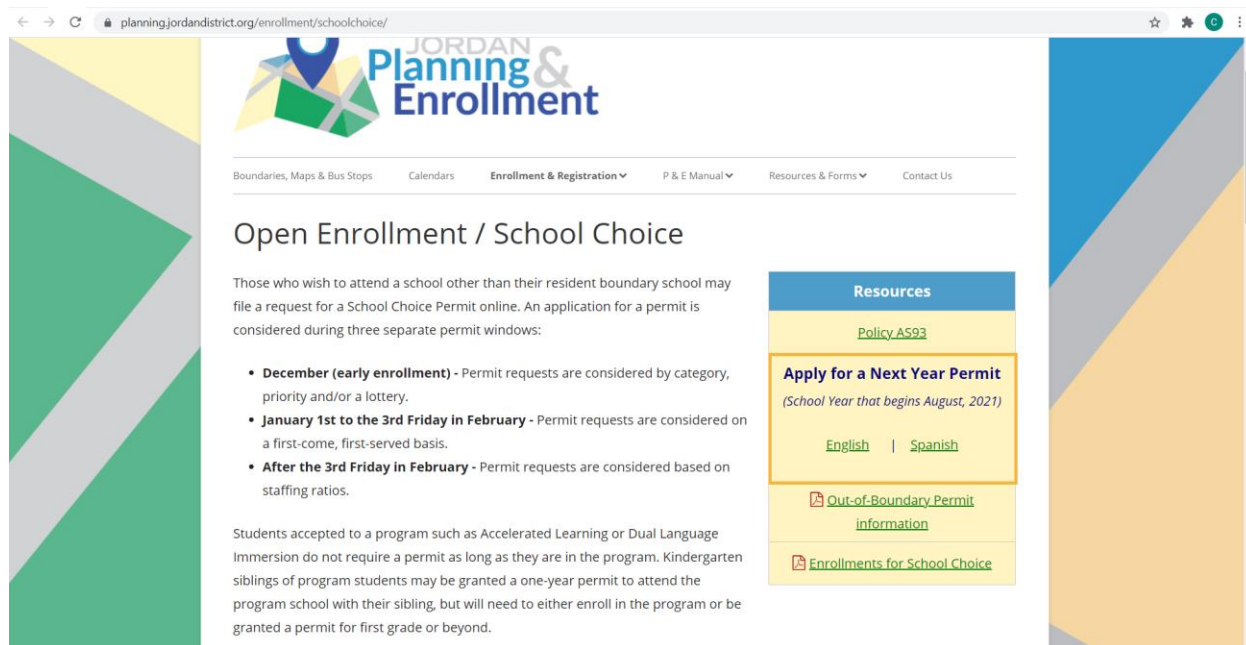 planning.jordandistrict.org/enrollment/schoolchoice/
C
JORDAN
Planning &
Enrollment
Boundaries, Maps & Bus Stops Calendars Enrollment & Registration P & E Manual Resources & Forms Contact Us
Open Enrollment / School Choice
Those who wish to attend a school other than their resident boundary school may
file a request for a School Choice Permit online. An application for a permit is
considered during three separate permit windows:
• December (early enrollment) - Permit requests are considered by category,
priority and/or a lottery.
• January 1st to the 3rd Friday in February - Permit requests are considered on
a first-come, first-served basis.
• After the 3rd Friday in February - Permit requests are considered based on
staffing ratios.
Students accepted to a program such as Accelerated Learning or Dual Language
Immersion do not require a permit as long as they are in the program. Kindergarten
siblings of program students may be granted a one-year permit to attend the
program school with their sibling, but will need to either enroll in the program or be
granted a permit for first grade or beyond.
Resources
Policy AS93
Apply for a Next Year Permit
(School Year that begins August, 2021)
English | Spanish
Out-of-Boundary Permit
information
Enrollments for School Choice